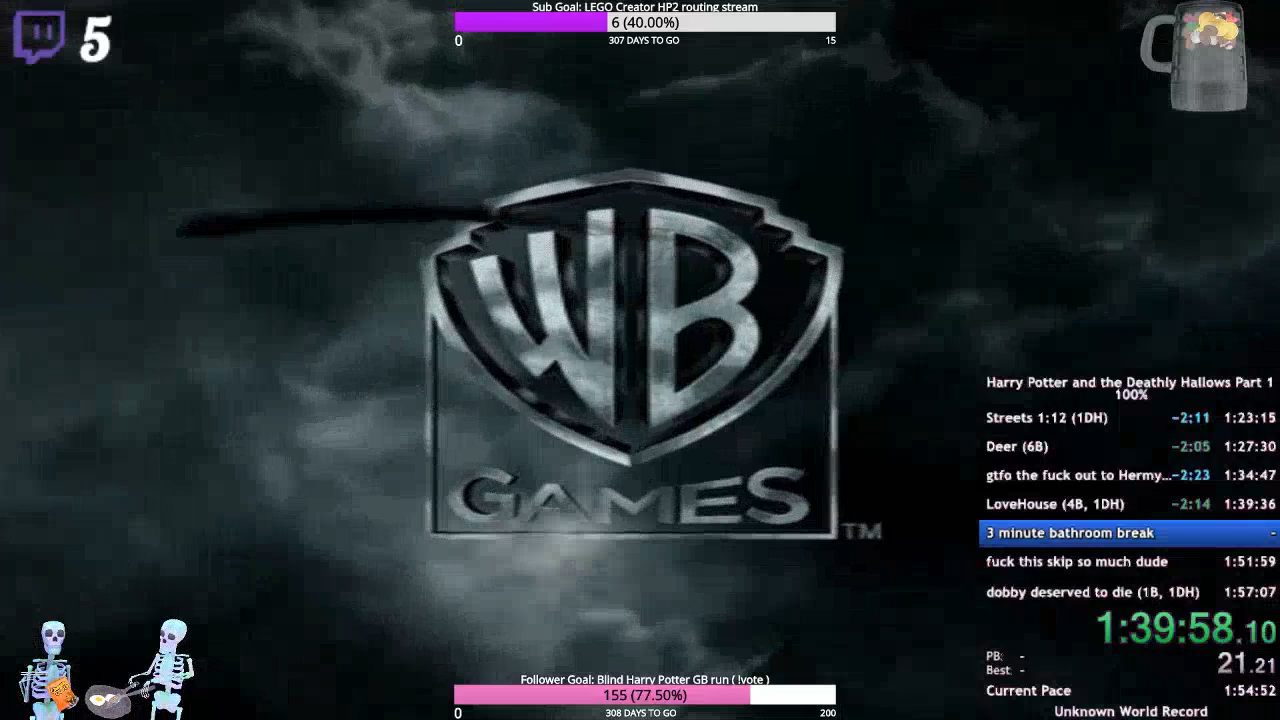 5
Sub Goal: LEGO Creator HP2 routing stream
6 (40.00%)
0 307 DAYS TO GO 15
WB
GAMES
TM
Harry Potter and the Deathly Hallows Part 1
100%
Streets 1:12 (1DH) -2:11 1:23:15
Deer (6B) -2:05 1:27:30
gtfo the fuck out to Hermy... -2:23 1:34:47
LoveHouse (4B, 1DH) -2:14 1:39:36
3 minute bathroom break -
fuck this skip so much dude 1:51:59
dobby deserved to die (1B, 1DH) 1:57:07
1:39:58.10
PB: -
Best: -
21.21
Current Pace 1:54:52
Unknown World Record
Follower Goal: Blind Harry Potter GB run ( !vote )
155 (77.50%)
0 308 DAYS TO GO 200